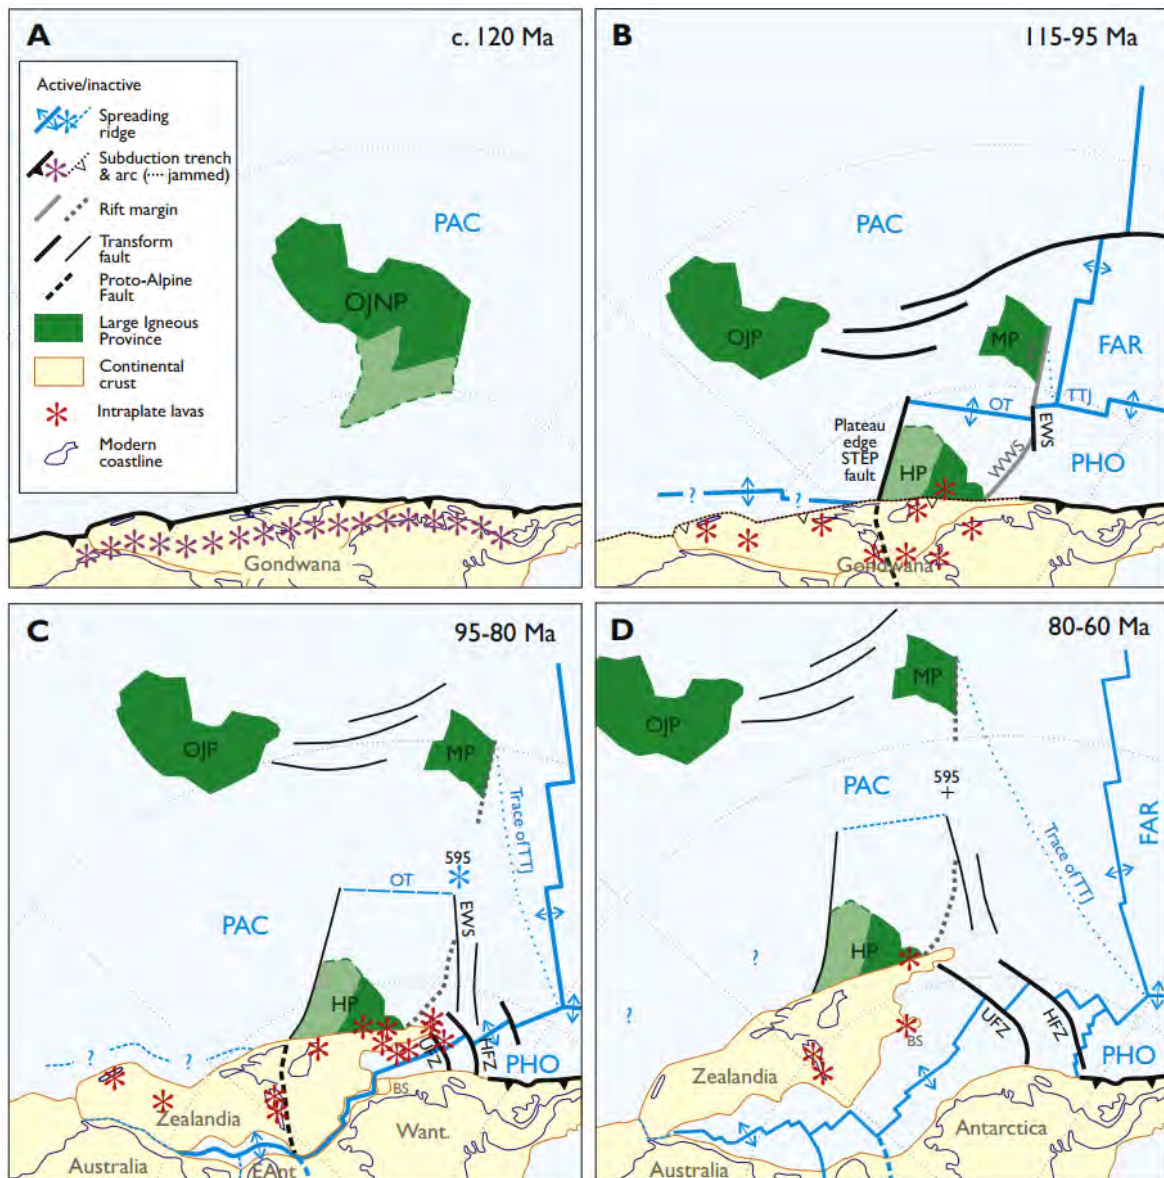 A
c. 120 Ma
Active/inactive
Spreading
ridge
Subduction trench
& arc (···· jammed)
Rift margin
Transform
fault
Proto-Alpine
Fault
Large Igneous
Province
Continental
crust
Intraplate lavas
Modern
coastline
PAC
OJNP
Gondwana
B
115-95 Ma
PAC
OJP
MP
FAR
OT
TTJ
Plateau
edge
STEP
fault
HP
WWS
EWS
PHO
?
?
Gondwana
C
95-80 Ma
OJP
MP
Trace of TTJ
595
OT
EWS
PAC
HP
UFZ
HFZ
PHO
?
?
BS
Zealandia
Want.
Australia
EAnt.
D
80-60 Ma
MP
OJP
PAC
595
FAR
Trace of TTJ
?
HP
?
UFZ
HFZ
BS
PHO
Zealandia
Antarctica
Australia